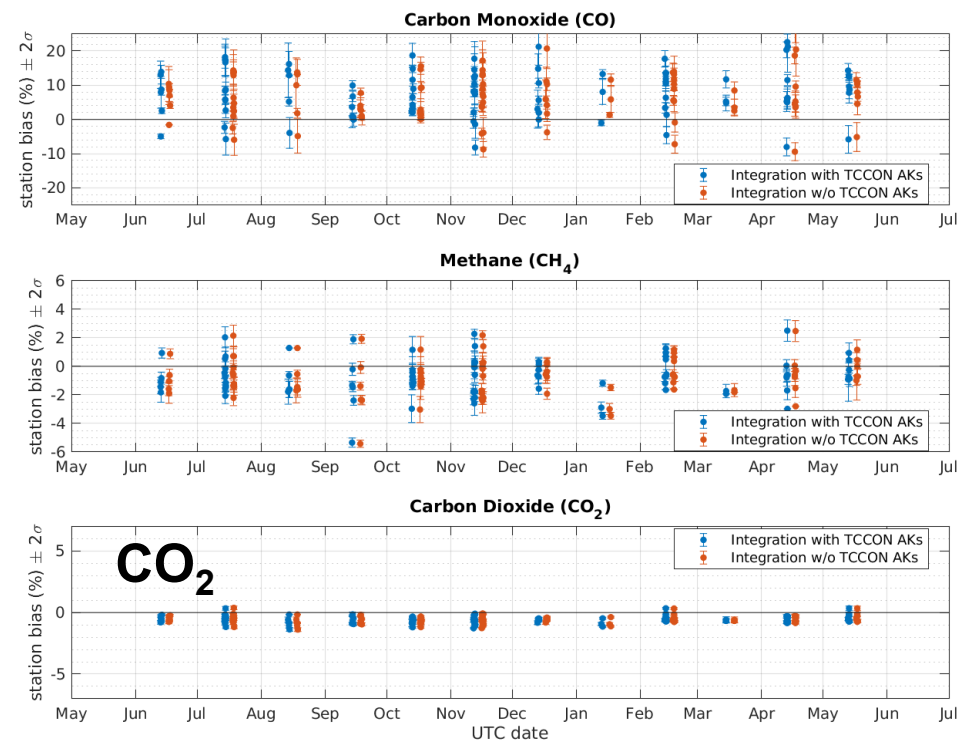 Carbon Monoxide (CO)
station bias (%) ± 2σ
20
10
0
-10
-20
Integration with TCCON AKs
Integration w/o TCCON AKs
May Jun Jul Aug Sep Oct Nov Dec Jan Feb Mar Apr May Jun Jul
Methane (CH4)
station bias (%) ± 2σ
6
4
2
0
-2
-4
-6
Integration with TCCON AKs
Integration w/o TCCON AKs
May Jun Jul Aug Sep Oct Nov Dec Jan Feb Mar Apr May Jun Jul
Carbon Dioxide (CO2)
station bias (%) ± 2σ
5
0
-5
CO2
Integration with TCCON AKs
Integration w/o TCCON AKs
May Jun Jul Aug Sep Oct Nov Dec Jan Feb Mar Apr May Jun Jul
UTC date